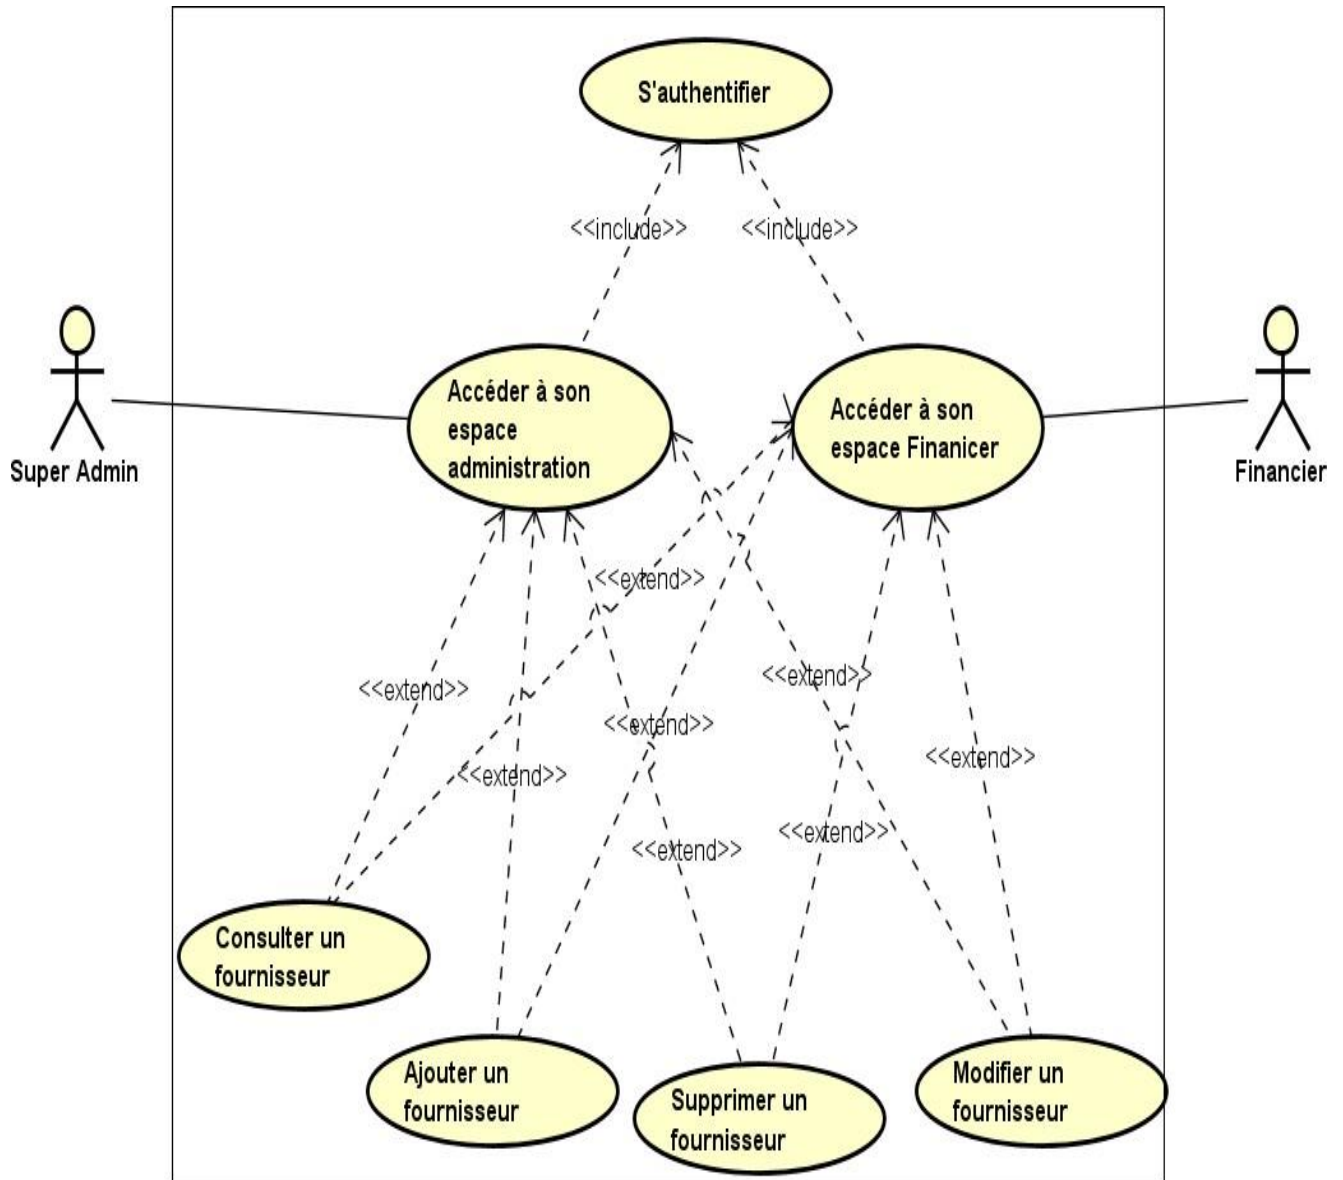 S'authentifier
<<include>>
<<include>>
Super Admin
Accéder à son
espace
administration
Accéder à son
espace Finanicer
Financier
<<extend>>
<<extend>>
<<extend>>
<<extend>>
<<extend>>
<<extend>>
<<extend>>
<<extend>>
Consulter un
fournisseur
Ajouter un
fournisseur
Supprimer un
fournisseur
Modifier un
fournisseur